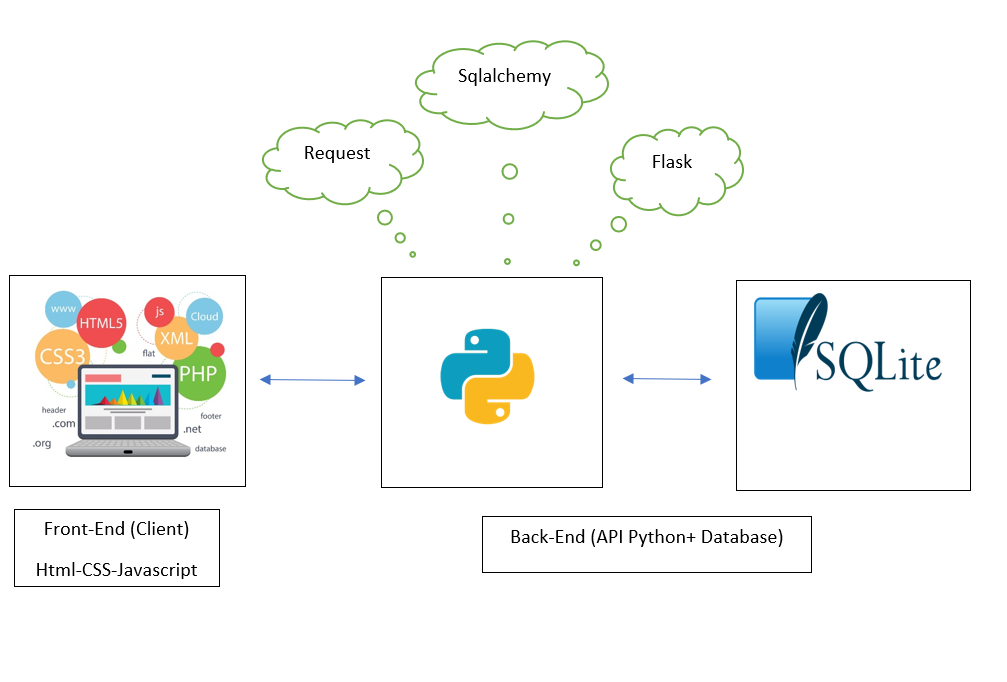 Sqlalchemy
Request
Flask
www
HTML5
js
Cloud
XML
CSS3
flat
PHP
header
.com
footer
.net
.org
database
SQLite
Front-End (Client)
Html-CSS-Javascript
Back-End (API Python+ Database)